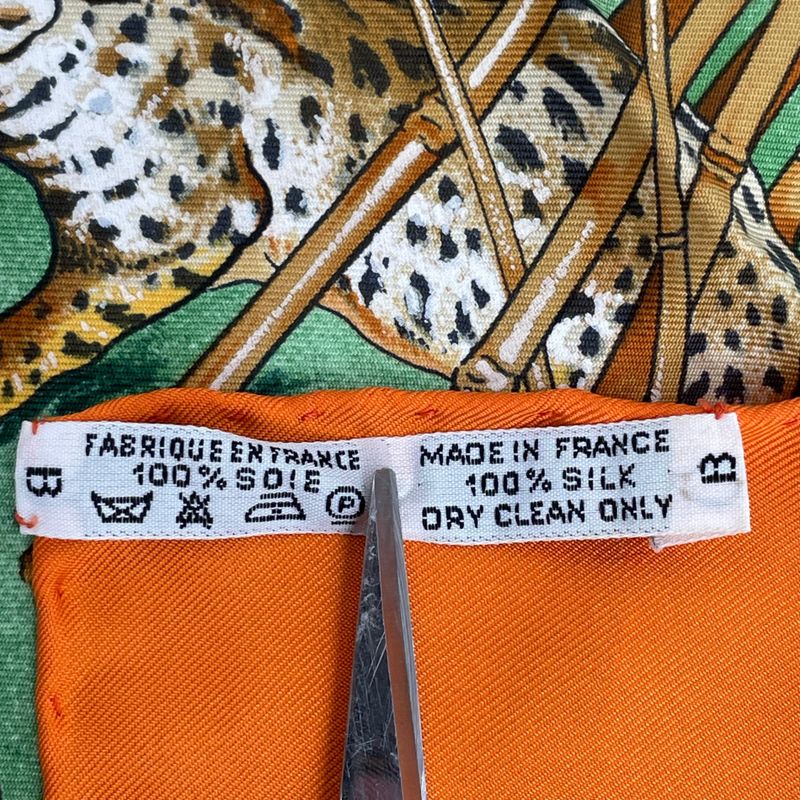 B
FABRIQUE EN FRANCE
100% SOIE
P
MADE IN FRANCE
100% SILK
DRY CLEAN ONLY
B